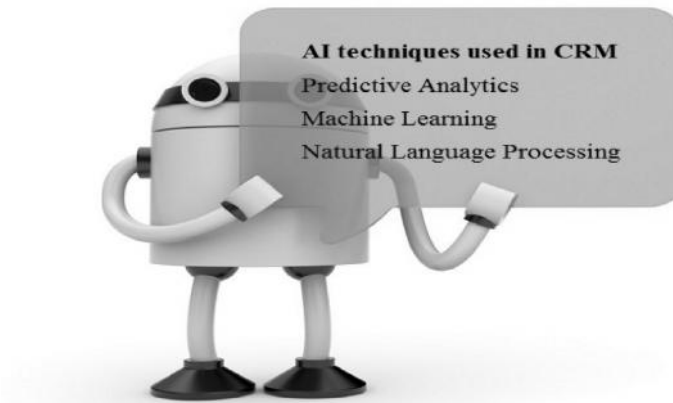 AI techniques used in CRM
Predictive Analytics
Machine Learning
Natural Language Processing